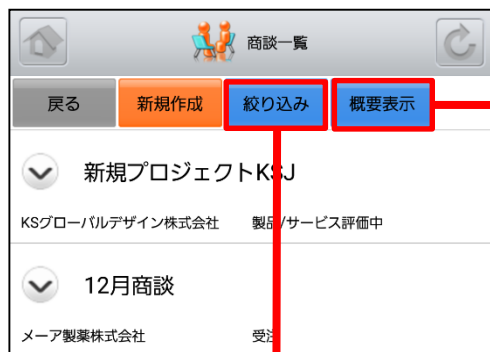 商談一覧
戻る 新規作成 絞り込み 概要表示
新規プロジェクトKSJ
KSグローバルデザイン株式会社 製品/サービス評価中
12月商談
メーア製薬株式会社 受注